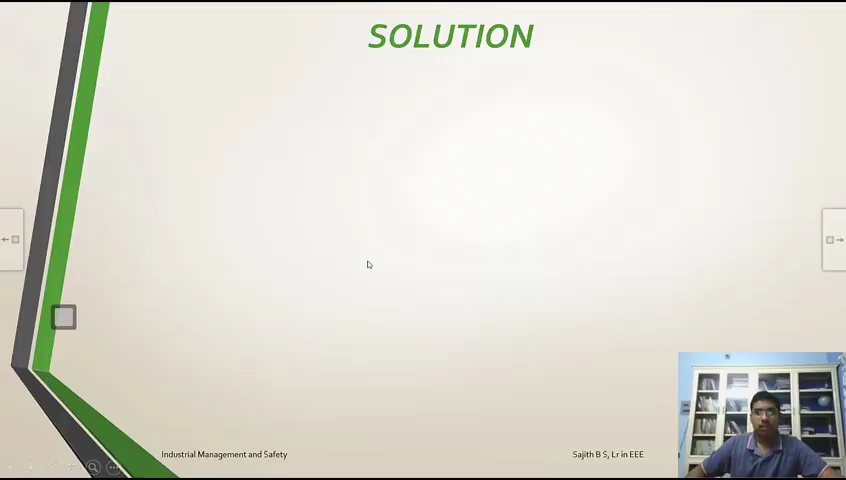 SOLUTION
Industrial Management and Safety
Sajith B S, Lr in EEE